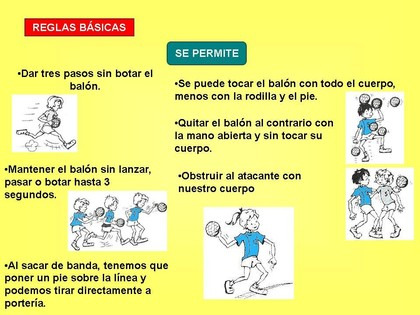 REGLAS BÁSICAS
SE PERMITE
•Dar tres pasos sin botar el
balón.
•Mantener el balón sin lanzar,
pasar o botar hasta 3
segundos.
•Al sacar de banda, tenemos que
poner un pie sobre la línea y
podemos tirar directamente a
portería.
•Se puede tocar el balón con todo el cuerpo,
menos con la rodilla y el pie.
•Quitar el balón al contrario con
la mano abierta y sin tocar su
cuerpo.
•Obstruir al atacante con
nuestro cuerpo